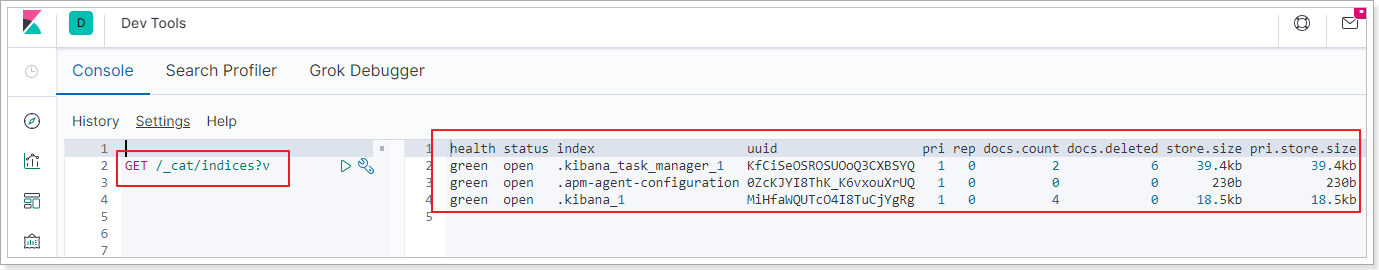 D Dev Tools
Console Search Profiler Grok Debugger
History Settings Help
1
2 GET /_cat/indices?v
3
4
5
6
7
1 health status index uuid pri rep docs.count docs.deleted store.size pri.store.size
2 green open .kibana_task_manager_1 KfCiSeOSROSUOoQ3CXBSYQ 1 0 2 6 39.4kb 39.4kb
3 green open .apm-agent-configuration 0ZcKJYI8ThK_K6vxouXrUQ 1 0 0 0 230b 230b
4 green open .kibana_1 MiHfaWQUTcO4I8TuCjYgRg 1 0 4 0 18.5kb 18.5kb
5